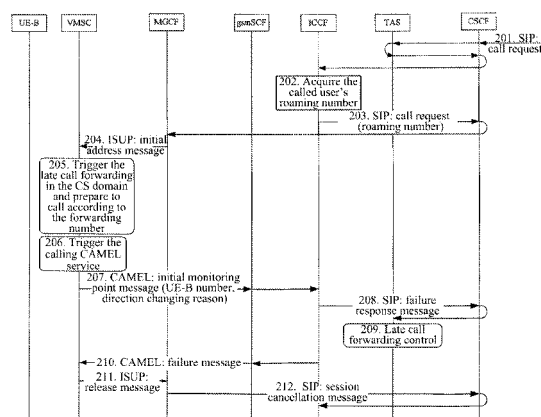 UE-B
VMSC
MGCF
gsmSCF
ICCF
TAS
CSCF
201. SIP:
call request
202. Acquire the
called user's
roaming number
203. SIP: call request
(roaming number)
204. ISUP: initial
address message
205. Trigger the
late call forwarding
in the CS domain
and prepare to
call according to
the forwarding
number
206. Trigger the
calling CAMEL
service
207. CAMEL: initial monitoring
point message (UE-B number,
direction changing reason)
208. SIP: failure
response message
209. Late call
forwarding control
210. CAMEL: failure message
211. ISUP:
release message
212. SIP: session
cancellation message